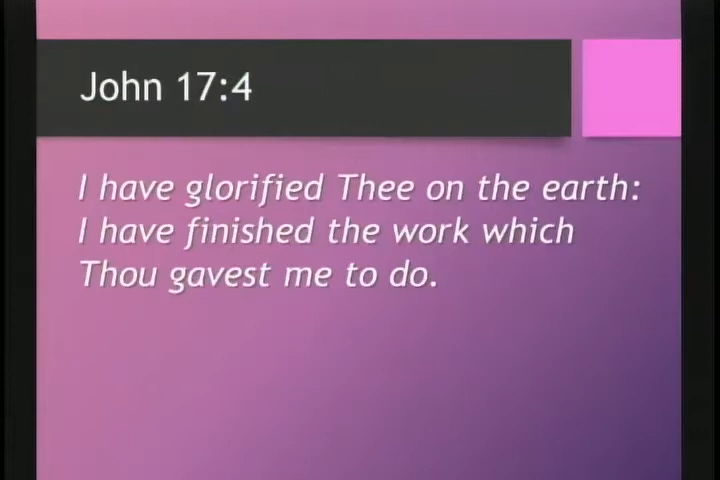 John 17:4
I have glorified Thee on the earth:
I have finished the work which
Thou gavest me to do.